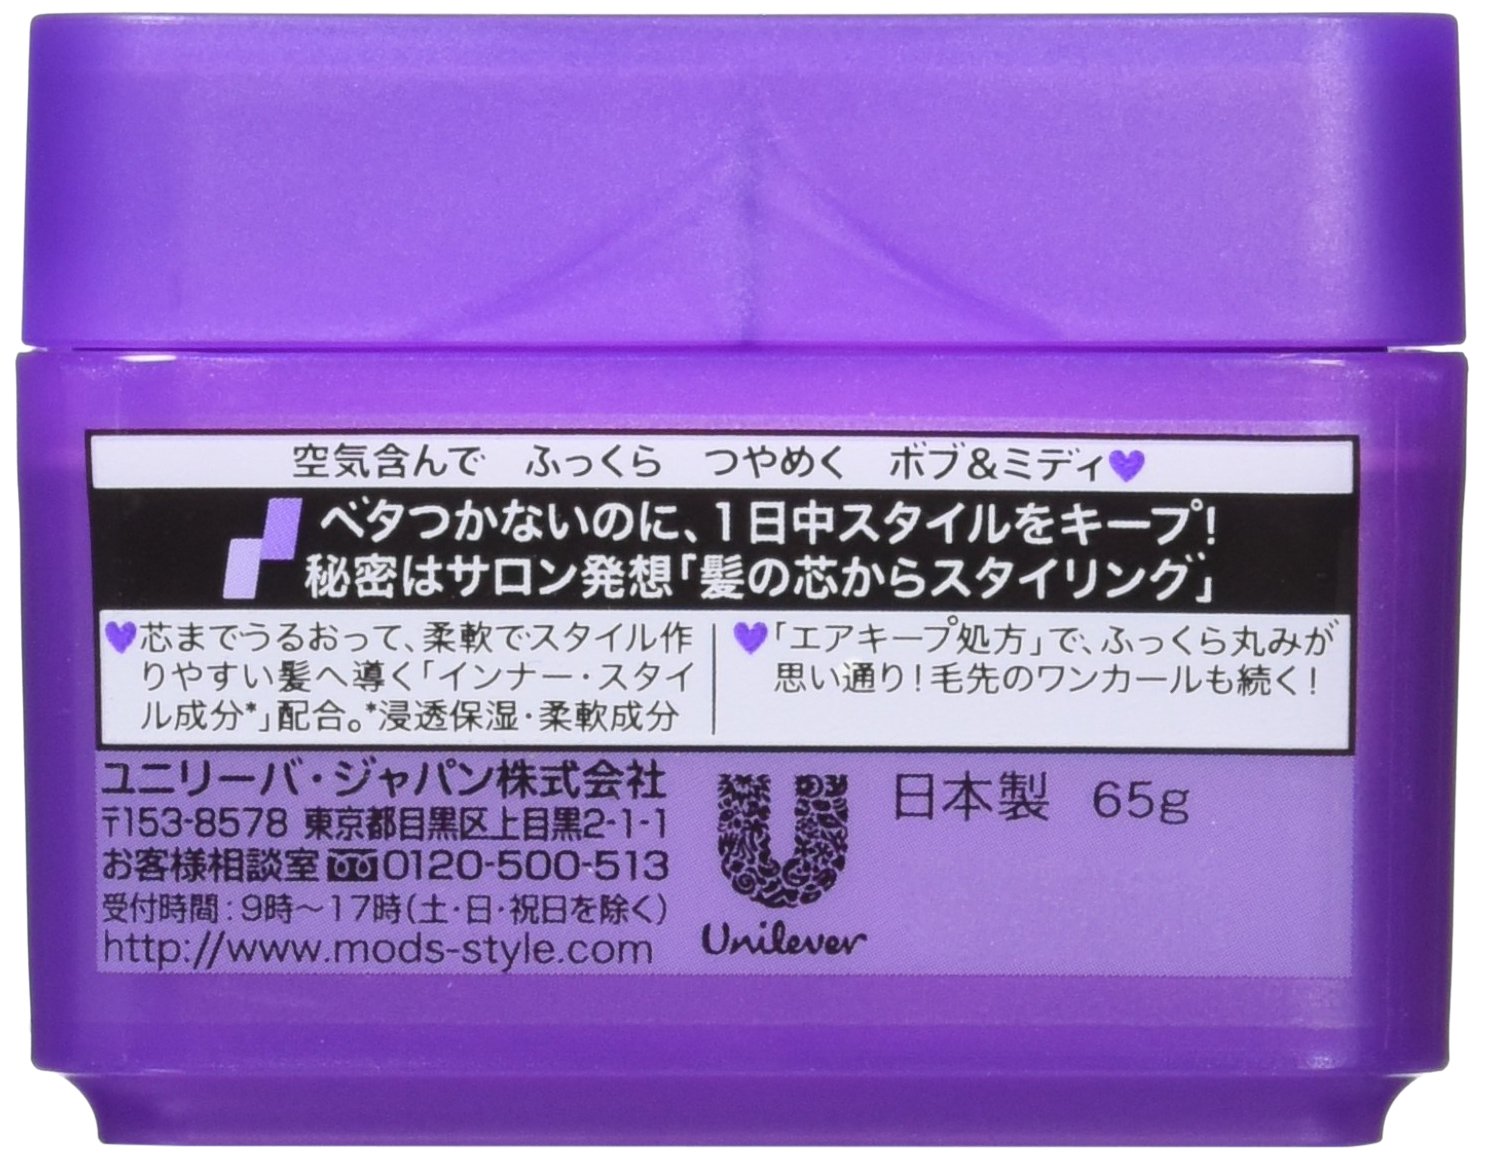 空気含んで ふっくら つやめく ボブ&ミディ
ベタつかないのに、1日中スタイルをキープ!
秘密はサロン発想「髪の芯からスタイリング」
芯までうるおって、柔軟でスタイル作
りやすい髪へ導く「インナー・スタイ
ル成分*」配合。*浸透保湿・柔軟成分
「エアキープ処方」で、ふっくら丸みが
思い通り!毛先のワンカールも続く!
ユニリーバ・ジャパン株式会社
〒153-8578 東京都目黒区上目黒2-1-1
お客様相談室 0120-500-513
受付時間:9時~17時(土・日・祝日を除く)
http://www.mods-style.com
Unilever
日本製 65g